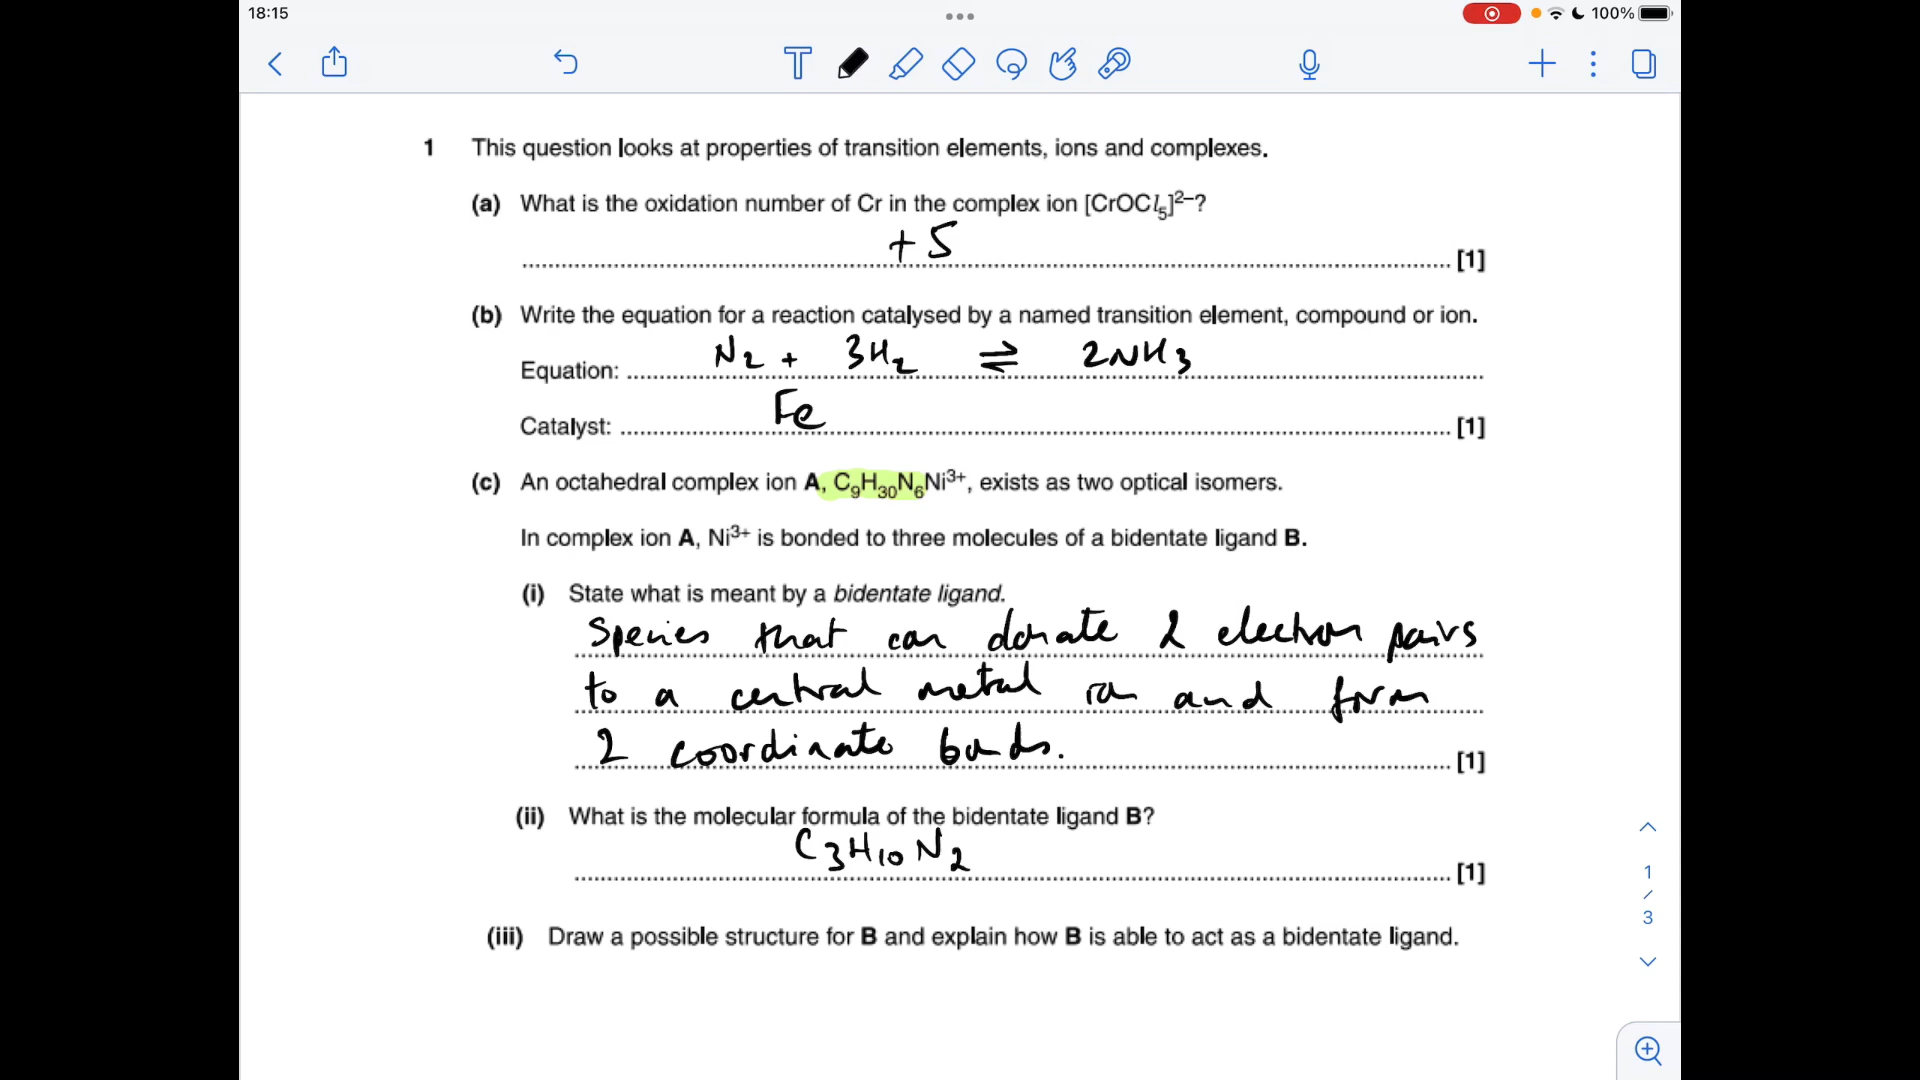 18:15
100%
1 This question looks at properties of transition elements, ions and complexes.
(a) What is the oxidation number of Cr in the complex ion [CrOCl₅]²⁻?
+5
[1]
(b) Write the equation for a reaction catalysed by a named transition element, compound or ion.
Equation: N₂ + 3H₂ ⇌ 2NH₃
Catalyst: Fe [1]
(c) An octahedral complex ion A, C₉H₃₀N₆Ni³⁺, exists as two optical isomers.
In complex ion A, Ni³⁺ is bonded to three molecules of a bidentate ligand B.
(i) State what is meant by a bidentate ligand.
Species that can donate 2 electron pairs
to a central metal ion and form
2 coordinate bonds. [1]
(ii) What is the molecular formula of the bidentate ligand B?
C₃H₁₀N₂
[1]
(iii) Draw a possible structure for B and explain how B is able to act as a bidentate ligand.
1
/
3